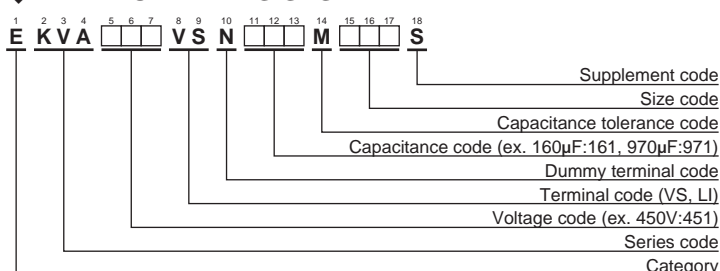 1 2 3 4 5 6 7 8 9 10 11 12 13 14 15 16 17 18
E K V A □□□ V S N □□□ M □□□ S
Supplement code
Size code
Capacitance tolerance code
Capacitance code (ex. 160μF:161, 970μF:971)
Dummy terminal code
Terminal code (VS, LI)
Voltage code (ex. 450V:451)
Series code
Category